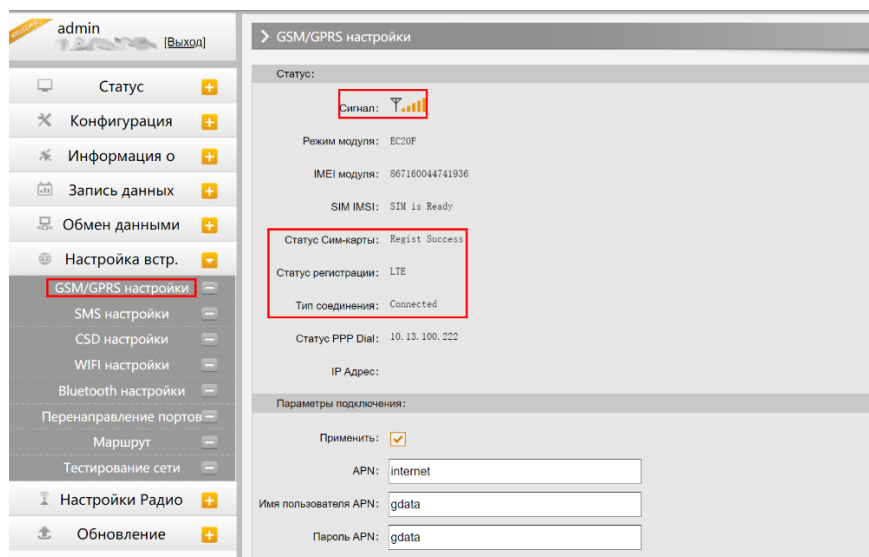 WELCOME
admin
[Выход]
Статус
Конфигурация
Информация о
Запись данных
Обмен данными
Настройка встр.
GSM/GPRS настройки
SMS настройки
CSD настройки
WIFI настройки
Bluetooth настройки
Перенаправление портов
Маршрут
Тестирование сети
Настройки Радио
Обновление
GSM/GPRS настройки
Статус:
Сигнал:
Режим модуля: EC20F
IMEI модуля: 867160044741936
SIM IMSI: SIM is Ready
Статус Сим-карты: Regist Success
Статус регистрации: LTE
Тип соединения: Connected
Статус PPP Dial: 10.13.100.222
IP Адрес:
Параметры подключения:
Применить:
APN: internet
Имя пользователя APN: gdata
Пароль APN: gdata